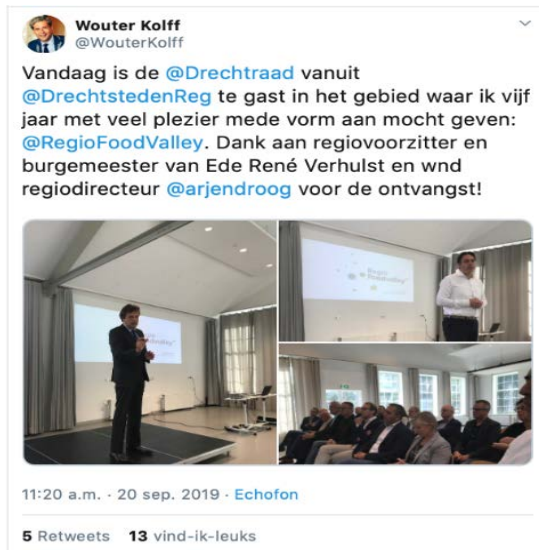 Wouter Kolff
@WouterKolff
Vandaag is de @Drechtraad vanuit
@DrechtstedenReg te gast in het gebied waar ik vijf
jaar met veel plezier mede vorm aan mocht geven:
@RegioFoodValley. Dank aan regiovoorzitter en
burgemeester van Ede René Verhulst en wnd
regiodirecteur @arjendroog voor de ontvangst!
11:20 a.m. · 20 sep. 2019 · Echofon
5 Retweets 13 vind-ik-leuks